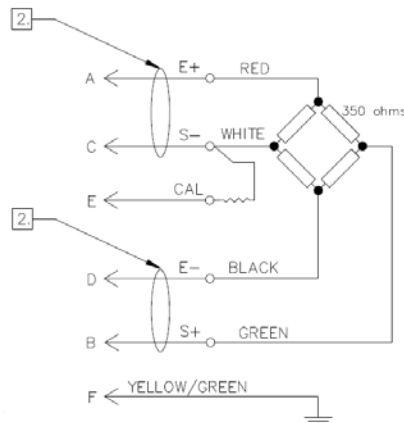 2.
A E+ RED
350 ohms
C S- WHITE
E CAL
2.
D E- BLACK
B S+ GREEN
F YELLOW/GREEN